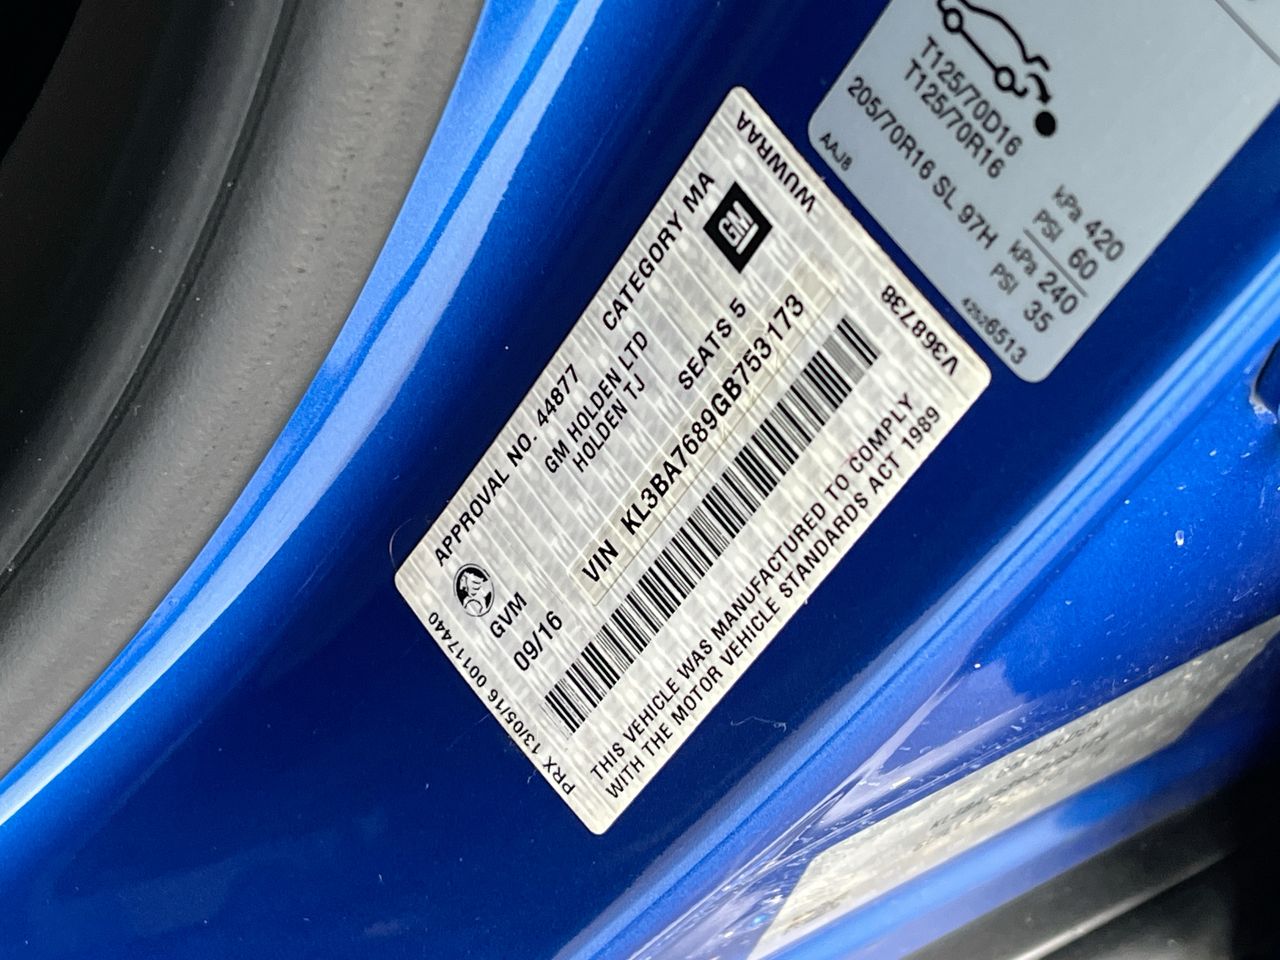 WUWRAA
V368738
APPROVAL NO. 44877 CATEGORY MA
GM HOLDEN LTD
HOLDEN TJ
GM
GVM SEATS 5
09/16
VIN KL3BA7689GB753173
THIS VEHICLE WAS MANUFACTURED TO COMPLY
WITH THE MOTOR VEHICLE STANDARDS ACT 1989
PRX 13/05/16 00117440
T125/70D16
T125/70R16
kPa 420
PSI 60
205/70R16 SL 97H
kPa 240
PSI 35
AAJ8
42526513